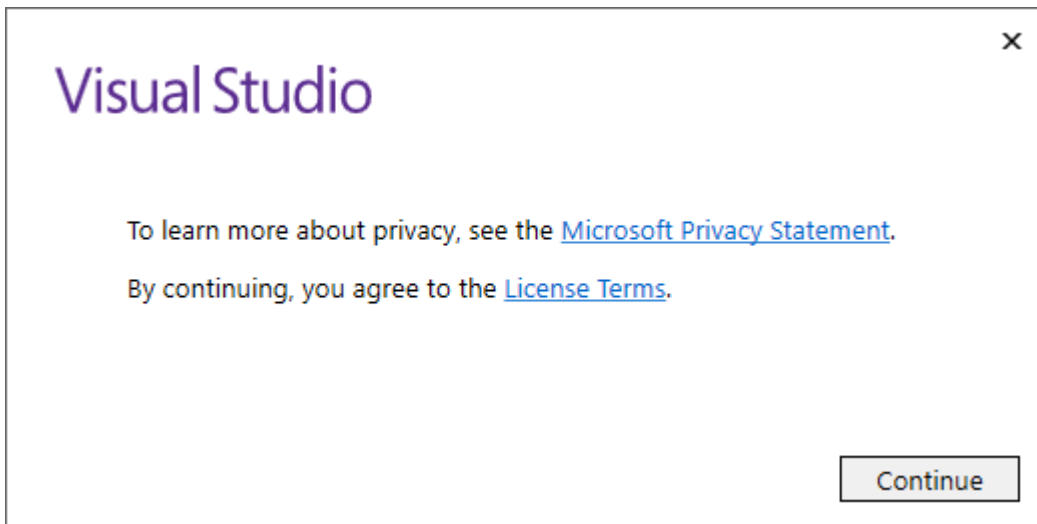 Visual Studio
To learn more about privacy, see the Microsoft Privacy Statement.
By continuing, you agree to the License Terms.
Continue